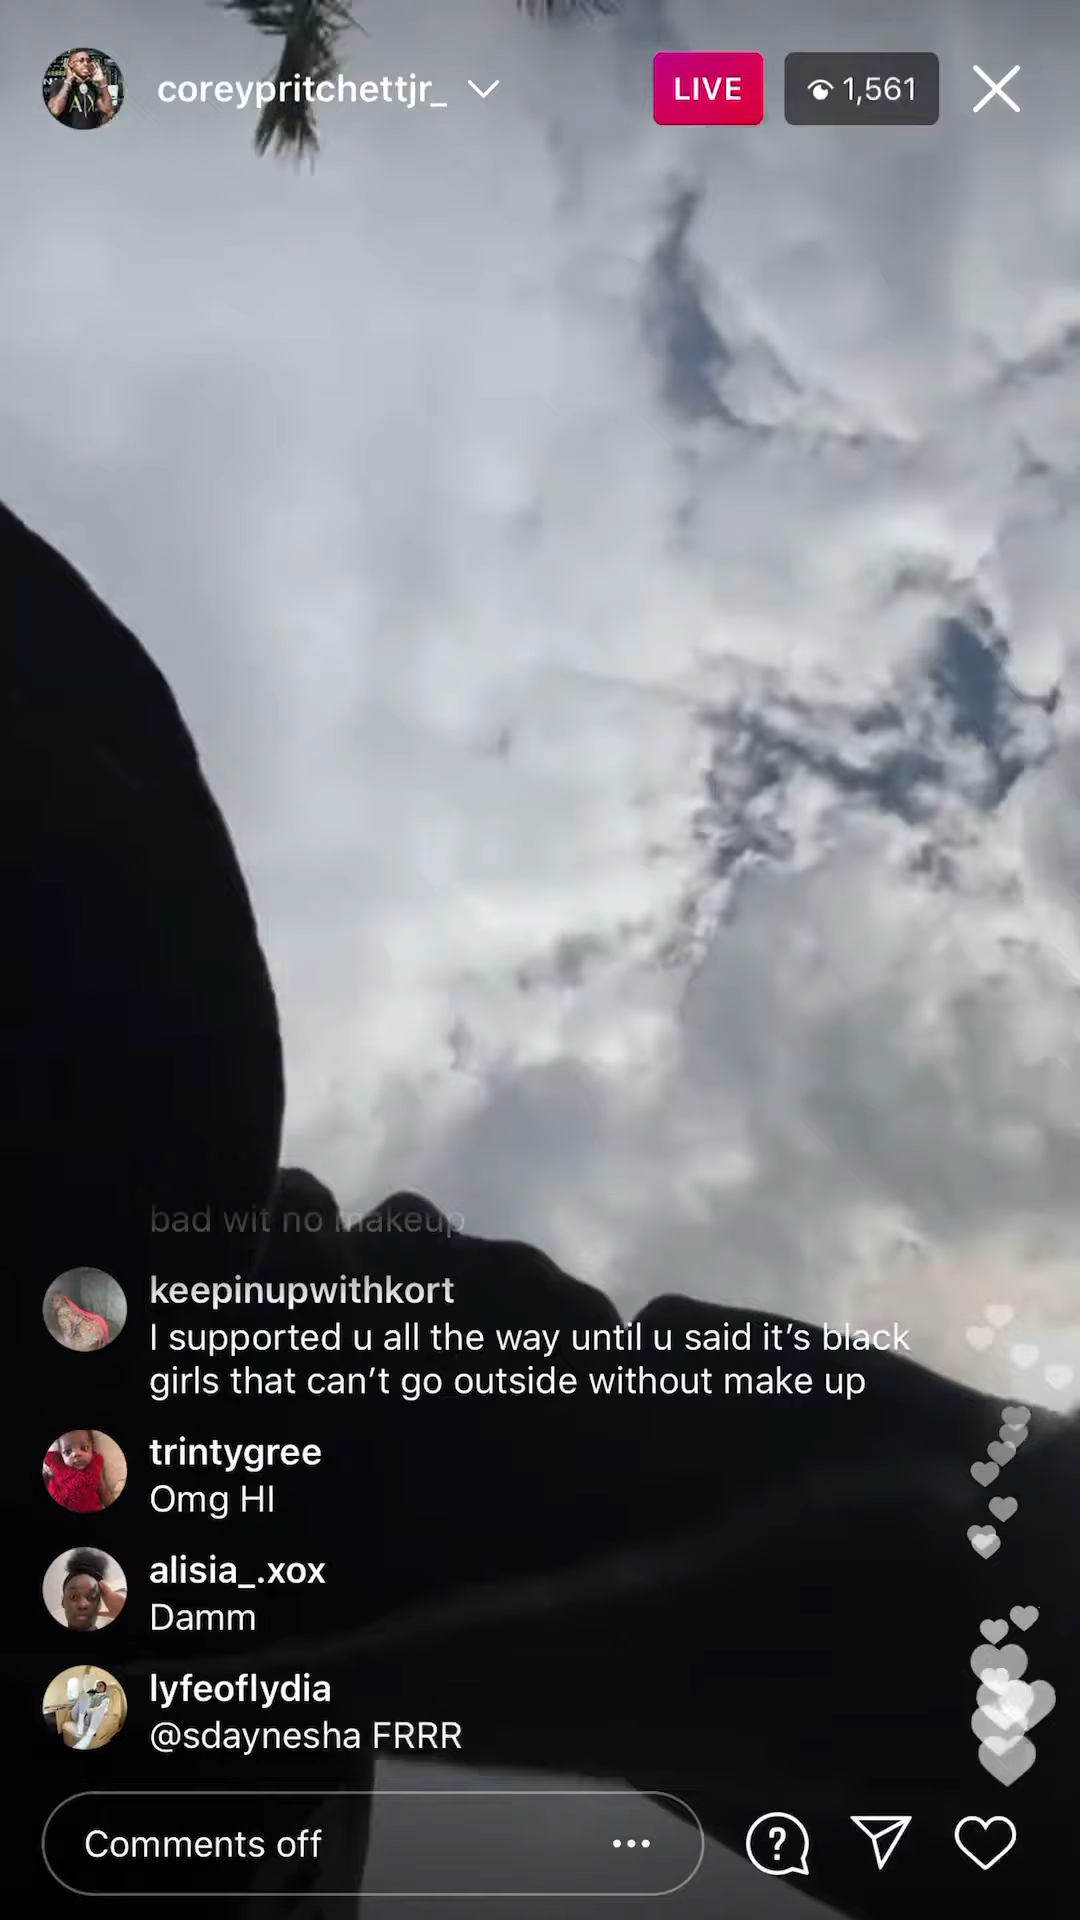 coreypritchettjr_
LIVE
1,561
bad wit no makeup
keepinupwithkort
I supported u all the way until u said it’s black
girls that can’t go outside without make up
trintygree
Omg HI
alisia_.xox
Damm
lyfeoflydia
@sdaynesha FRRR
Comments off